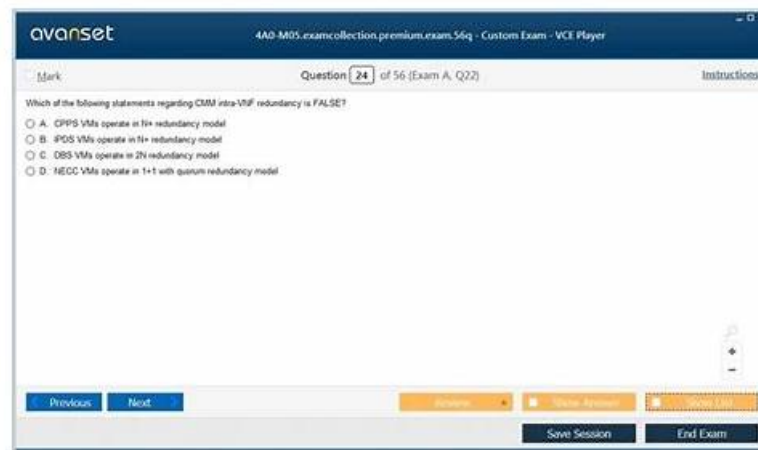 avanset
4A0-M05.examcollection.premium.exam.56q - Custom Exam - VCE Player
Mark
Question 24 of 56 (Exam A, Q22)
Instructions
Which of the following statements regarding CMM intra-VNF redundancy is FALSE?
A. CPPS VMs operate in N+ redundancy model
B. IPDS VMs operate in N+ redundancy model
C. DBS VMs operate in 2N redundancy model
D. NECC VMs operate in 1+1 with quorum redundancy model
Previous
Next
Review
Show Answer
Show List
Save Session
End Exam